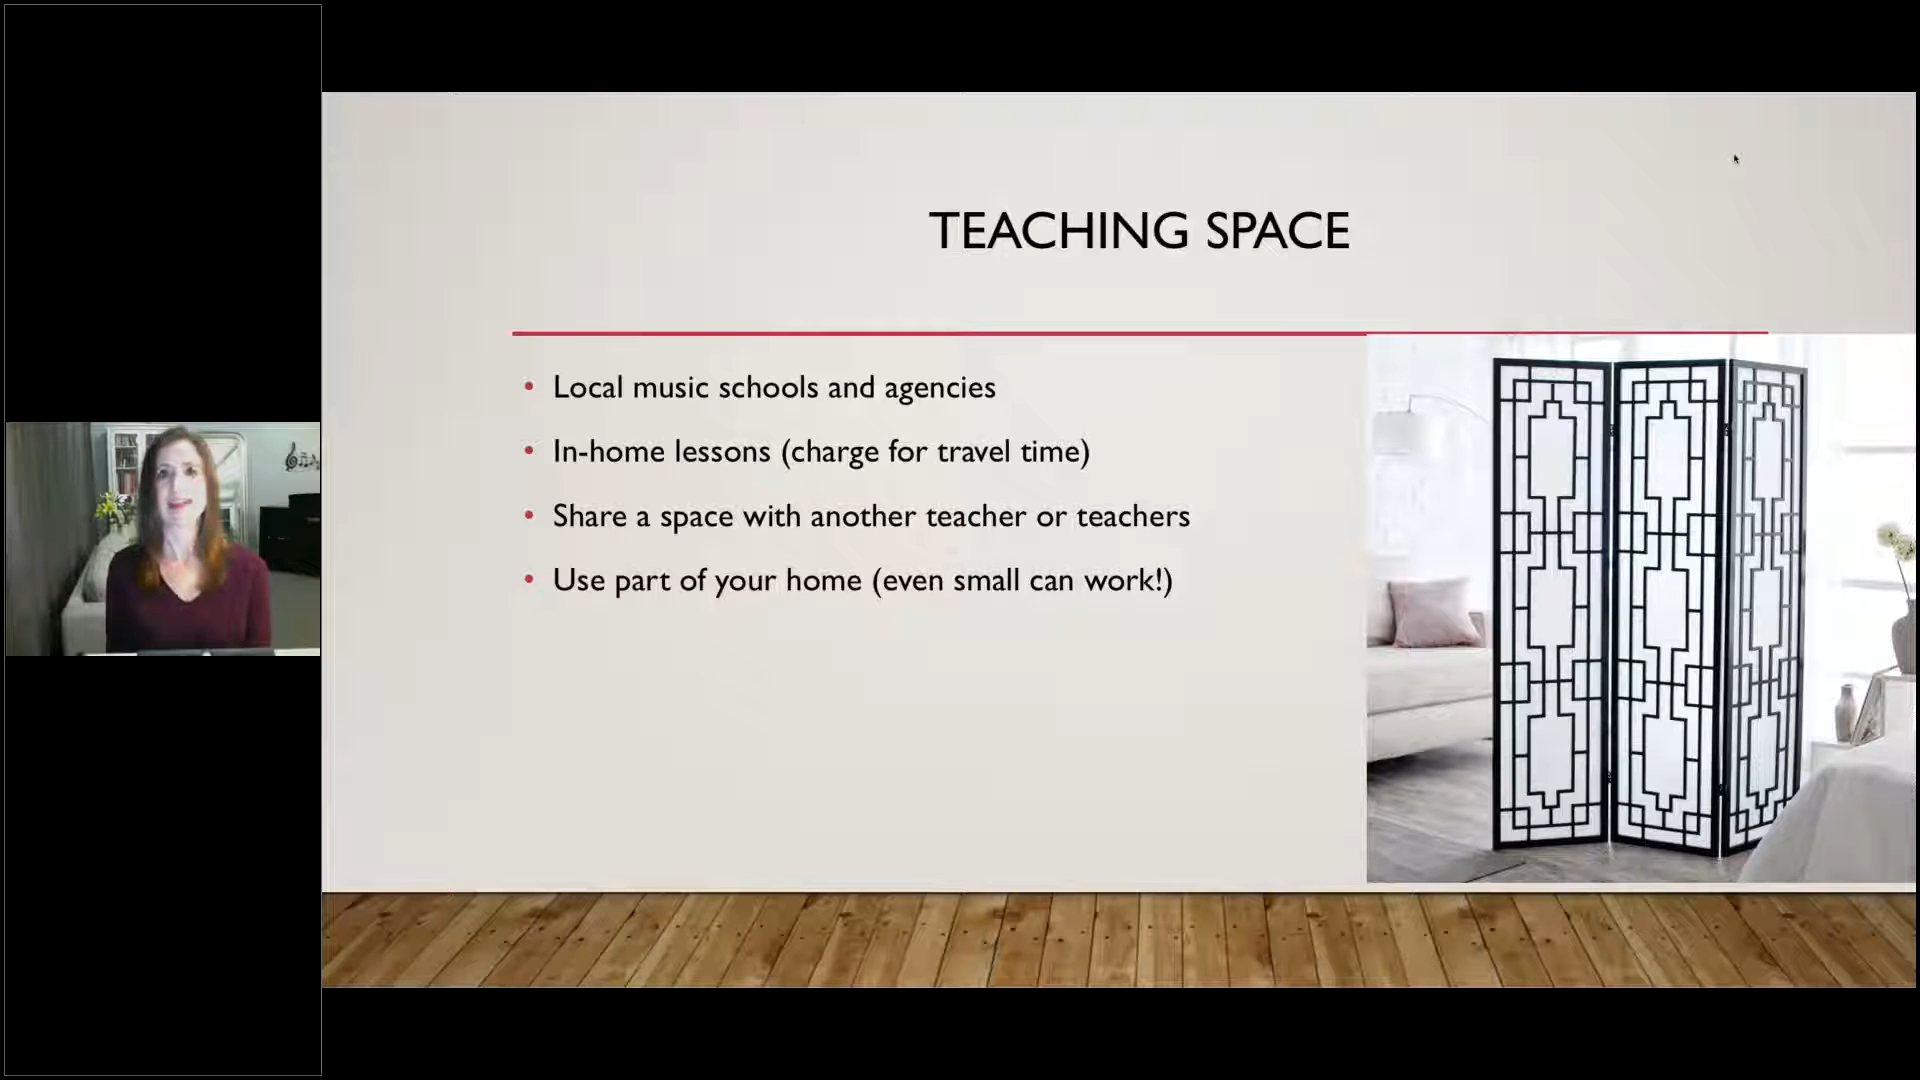 TEACHING SPACE
• Local music schools and agencies
• In-home lessons (charge for travel time)
• Share a space with another teacher or teachers
• Use part of your home (even small can work!)